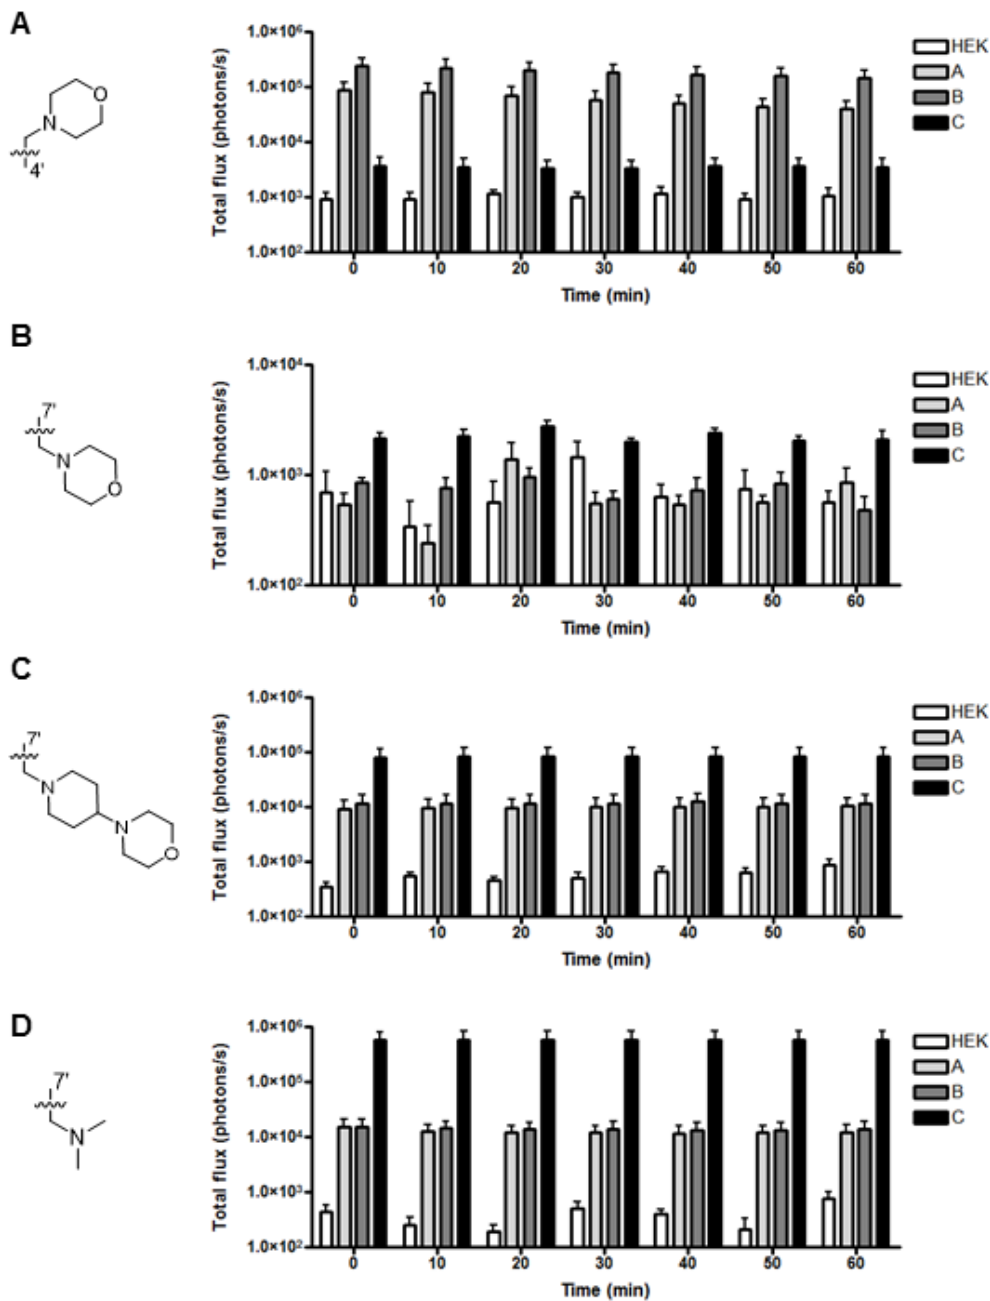 A
N
O
4'
Total flux (photons/s)
1.0×10⁶
1.0×10⁵
1.0×10⁴
1.0×10³
1.0×10²
0 10 20 30 40 50 60
Time (min)
HEK
A
B
C
B
7'
N
O
Total flux (photons/s)
1.0×10⁴
1.0×10³
1.0×10²
0 10 20 30 40 50 60
Time (min)
HEK
A
B
C
C
7'
N
N
O
Total flux (photons/s)
1.0×10⁶
1.0×10⁵
1.0×10⁴
1.0×10³
1.0×10²
0 10 20 30 40 50 60
Time (min)
HEK
A
B
C
D
7'
N
Total flux (photons/s)
1.0×10⁶
1.0×10⁵
1.0×10⁴
1.0×10³
1.0×10²
0 10 20 30 40 50 60
Time (min)
HEK
A
B
C